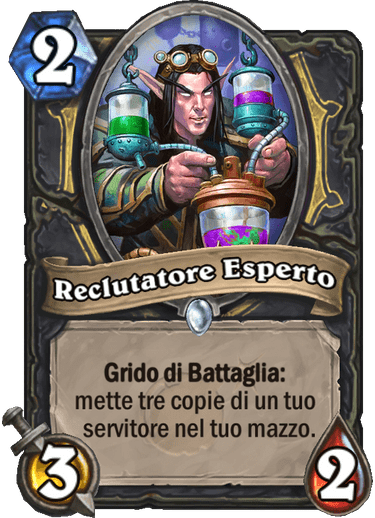 2
Reclutatore Esperto
Grido di Battaglia:
mette tre copie di un tuo
servitore nel tuo mazzo.
3
2